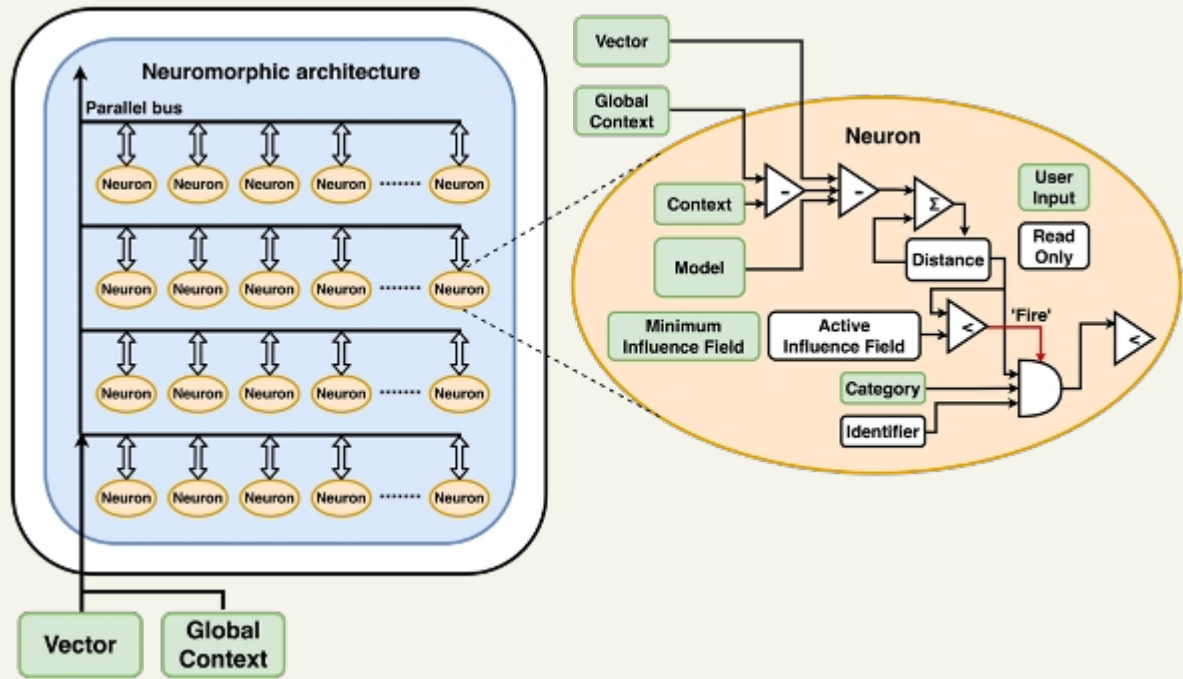 Neuromorphic architecture
Parallel bus
Neuron Neuron Neuron Neuron ........ Neuron
Neuron Neuron Neuron Neuron ........ Neuron
Neuron Neuron Neuron Neuron ........ Neuron
Neuron Neuron Neuron Neuron ........ Neuron
Vector
Global
Context
Vector
Global
Context
Neuron
Context
-
-
Σ
User
Input
Model
Distance
Read
Only
Minimum
Influence Field
Active
Influence Field
<
'Fire'
<
Category
Identifier